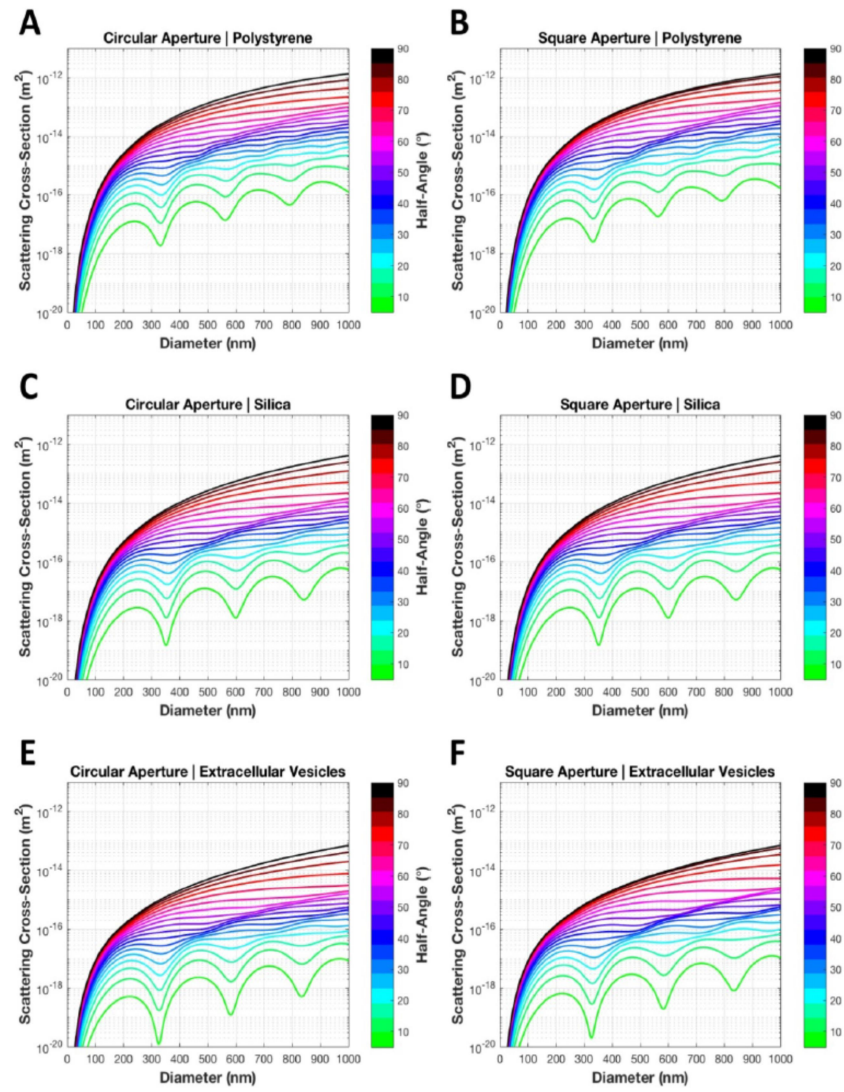 A
B
Circular Aperture | Polystyrene
Square Aperture | Polystyrene
Scattering Cross-Section (m²)
10⁻¹²
10⁻¹⁴
10⁻¹⁶
10⁻¹⁸
10⁻²⁰
0 100 200 300 400 500 600 700 800 900 1000
Diameter (nm)
90
80
70
60
50
40
30
20
10
Half-Angle (°)
Scattering Cross-Section (m²)
10⁻¹²
10⁻¹⁴
10⁻¹⁶
10⁻¹⁸
10⁻²⁰
0 100 200 300 400 500 600 700 800 900 1000
Diameter (nm)
90
80
70
60
50
40
30
20
10
C
D
Circular Aperture | Silica
Square Aperture | Silica
Scattering Cross-Section (m²)
10⁻¹²
10⁻¹⁴
10⁻¹⁶
10⁻¹⁸
10⁻²⁰
0 100 200 300 400 500 600 700 800 900 1000
Diameter (nm)
90
80
70
60
50
40
30
20
10
Half-Angle (°)
Scattering Cross-Section (m²)
10⁻¹²
10⁻¹⁴
10⁻¹⁶
10⁻¹⁸
10⁻²⁰
0 100 200 300 400 500 600 700 800 900 1000
Diameter (nm)
90
80
70
60
50
40
30
20
10
E
F
Circular Aperture | Extracellular Vesicles
Square Aperture | Extracellular Vesicles
Scattering Cross-Section (m²)
10⁻¹²
10⁻¹⁴
10⁻¹⁶
10⁻¹⁸
10⁻²⁰
0 100 200 300 400 500 600 700 800 900 1000
Diameter (nm)
90
80
70
60
50
40
30
20
10
Half-Angle (°)
Scattering Cross-Section (m²)
10⁻¹²
10⁻¹⁴
10⁻¹⁶
10⁻¹⁸
10⁻²⁰
0 100 200 300 400 500 600 700 800 900 1000
Diameter (nm)
90
80
70
60
50
40
30
20
10